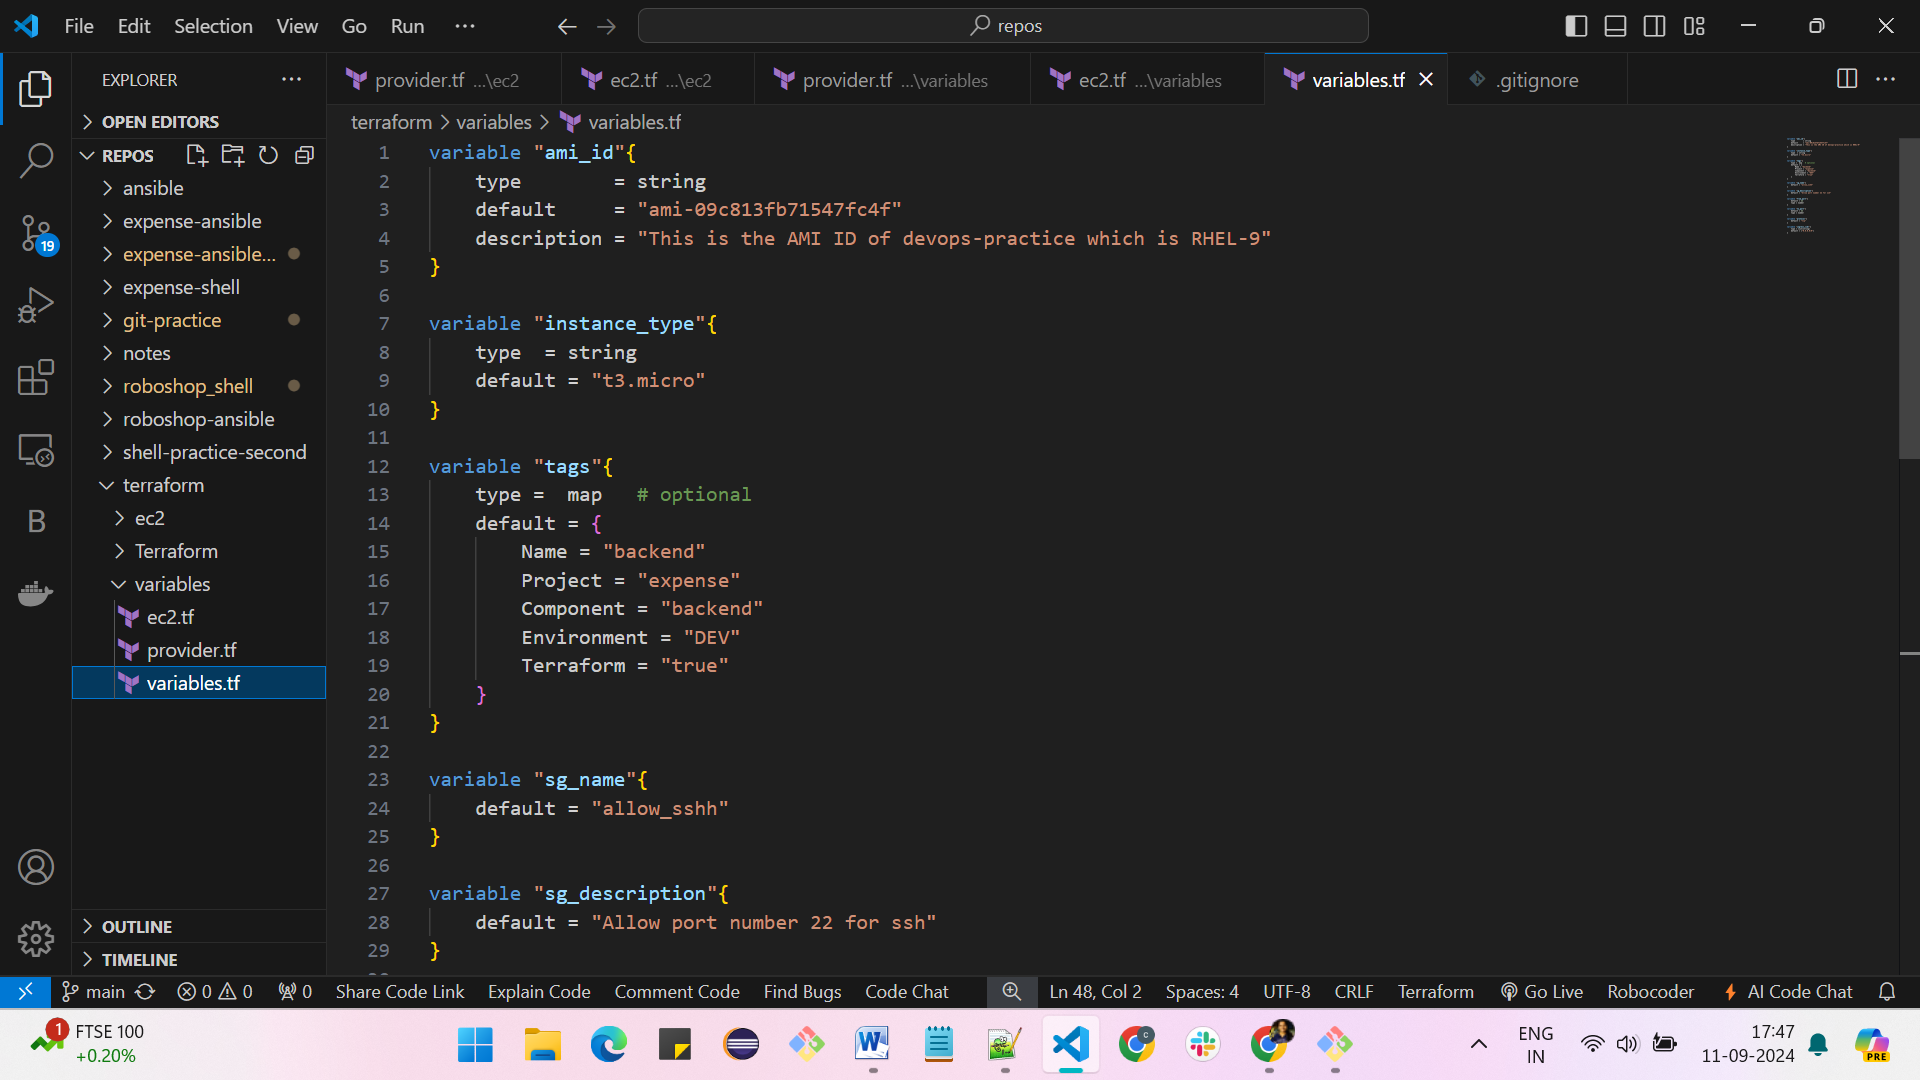 File Edit Selection View Go Run ··· repos
EXPLORER ···
OPEN EDITORS
REPOS
ansible
expense-ansible
expense-ansible...
expense-shell
git-practice
notes
roboshop_shell
roboshop-ansible
shell-practice-second
terraform
ec2
Terraform
variables
ec2.tf
provider.tf
variables.tf
OUTLINE
TIMELINE
19
B
provider.tf ...\ec2 ec2.tf ...\ec2 provider.tf ...\variables ec2.tf ...\variables variables.tf .gitignore
terraform > variables > variables.tf
1 variable "ami_id"{
2 type = string
3 default = "ami-09c813fb71547fc4f"
4 description = "This is the AMI ID of devops-practice which is RHEL-9"
5 }
6
7 variable "instance_type"{
8 type = string
9 default = "t3.micro"
10 }
11
12 variable "tags"{
13 type = map # optional
14 default = {
15 Name = "backend"
16 Project = "expense"
17 Component = "backend"
18 Environment = "DEV"
19 Terraform = "true"
20 }
21 }
22
23 variable "sg_name"{
24 default = "allow_sshh"
25 }
26
27 variable "sg_description"{
28 default = "Allow port number 22 for ssh"
29 }
main 0 0 0 Share Code Link Explain Code Comment Code Find Bugs Code Chat Ln 48, Col 2 Spaces: 4 UTF-8 CRLF Terraform Go Live Robocoder AI Code Chat
1 FTSE 100
+0.20%
ENG
IN
17:47
11-09-2024
PRE